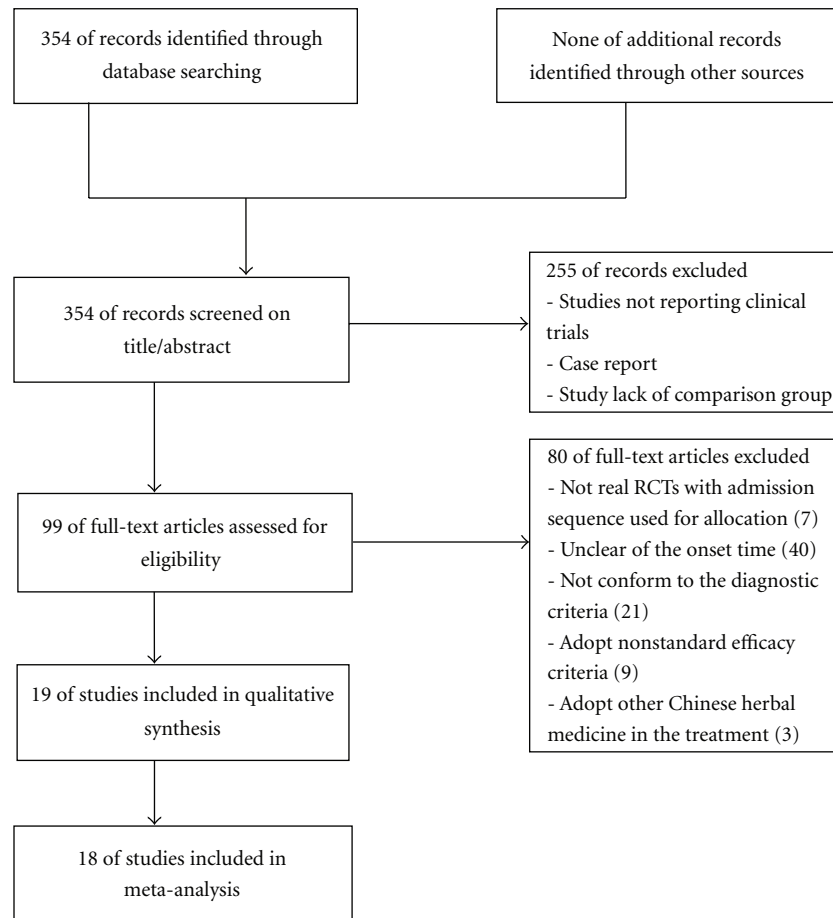 354 of records identified through
database searching
None of additional records
identified through other sources
354 of records screened on
title/abstract
255 of records excluded
- Studies not reporting clinical
trials
- Case report
- Study lack of comparison group
99 of full-text articles assessed for
eligibility
80 of full-text articles excluded
- Not real RCTs with admission
sequence used for allocation (7)
- Unclear of the onset time (40)
- Not conform to the diagnostic
criteria (21)
- Adopt nonstandard efficacy
criteria (9)
- Adopt other Chinese herbal
medicine in the treatment (3)
19 of studies included in qualitative
synthesis
18 of studies included in
meta-analysis